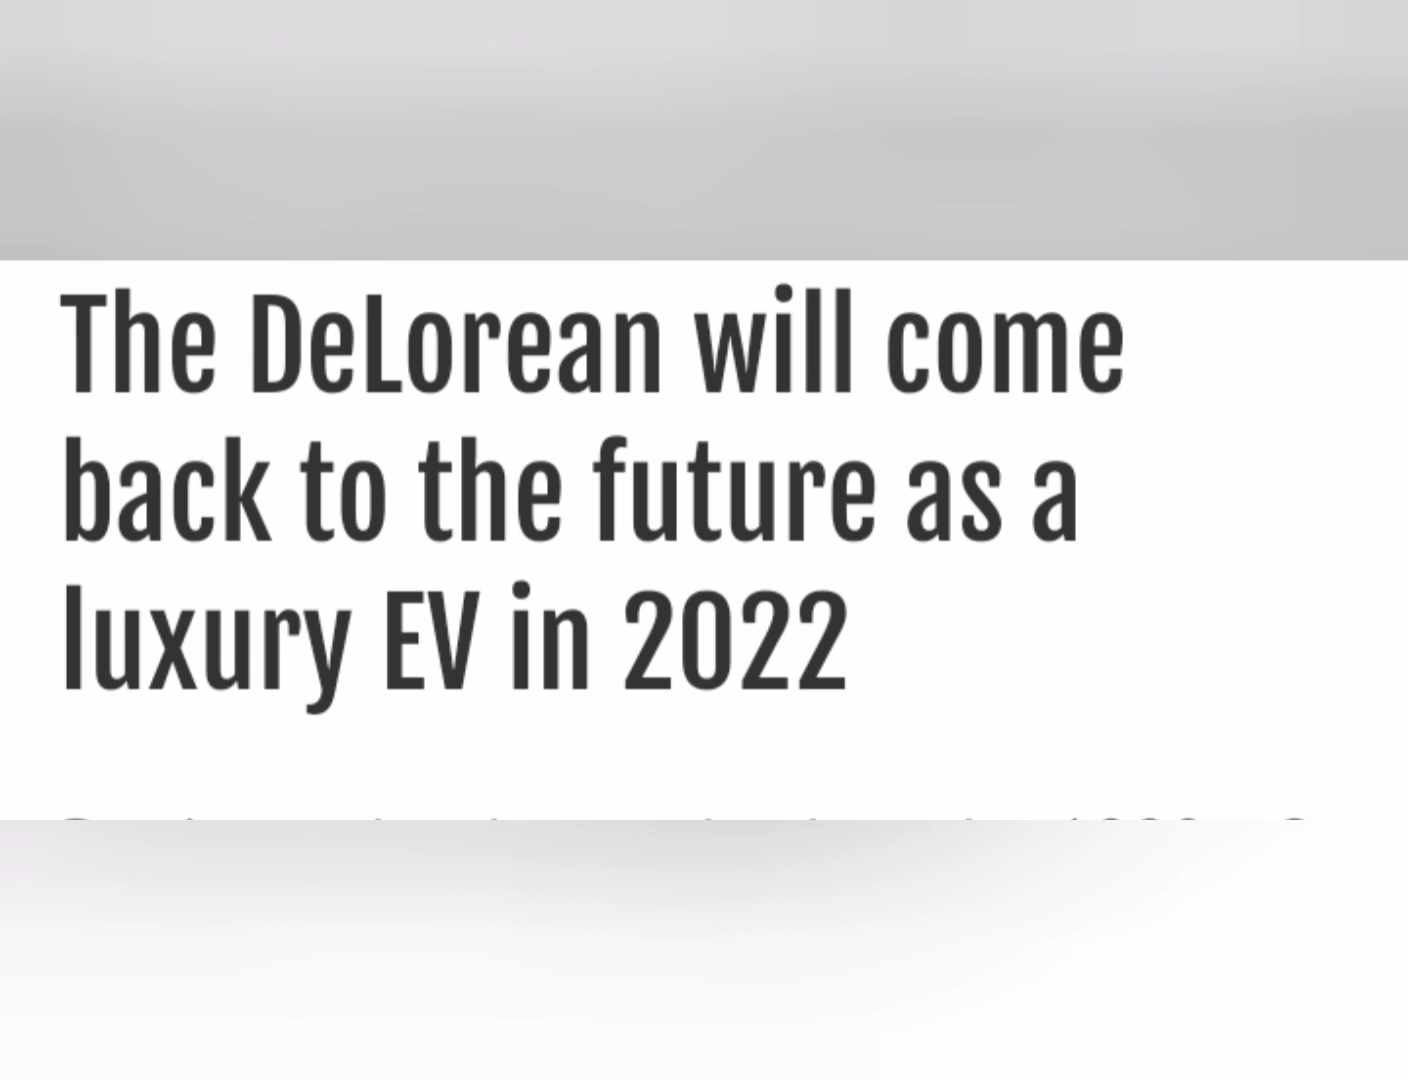 The DeLorean will come
back to the future as a
luxury EV in 2022